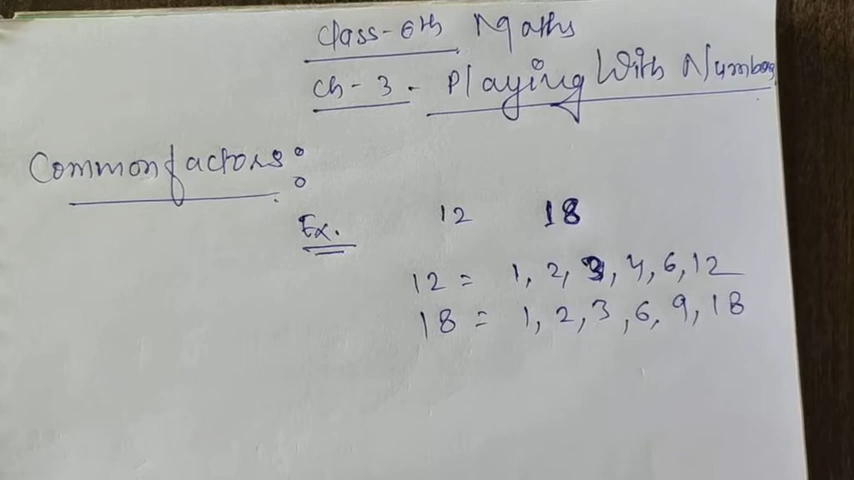 Class-6th Maths
Ch-3. Playing With Numbers
Common factors:
Ex. 12 18
12 = 1, 2, 3, 4, 6, 12
18 = 1, 2, 3, 6, 9, 18